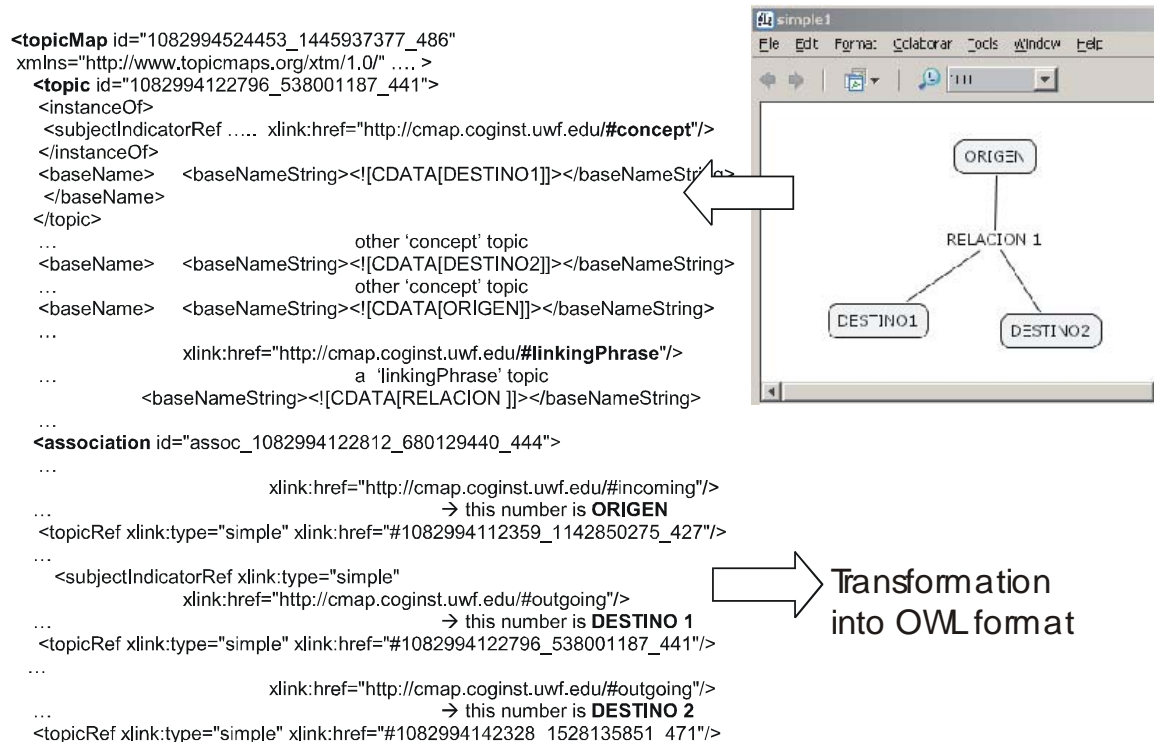 <topicMap id="1082994524453_1445937377_486"
xmlns="http://www.topicmaps.org/xtm/1.0/" .... >
<topic id="1082994122796_538001187_441">
<instanceOf>
<subjectIndicatorRef ….. xlink:href="http://cmap.coginst.uwf.edu/#concept"/>
</instanceOf>
<baseName> <baseNameString><![CDATA[DESTINO1]]></baseNameString>
</baseName>
</topic>
… other ‘concept’ topic
<baseName> <baseNameString><![CDATA[DESTINO2]]></baseNameString>
… other ‘concept’ topic
<baseName> <baseNameString><![CDATA[ORIGEN]]></baseNameString>
…
xlink:href="http://cmap.coginst.uwf.edu/#linkingPhrase"/>
… a ‘linkingPhrase’ topic
<baseNameString><![CDATA[RELACION ]]></baseNameString>
…
<association id="assoc_1082994122812_680129440_444">
…
xlink:href="http://cmap.coginst.uwf.edu/#incoming"/>
… → this number is ORIGEN
<topicRef xlink:type="simple" xlink:href="#1082994112359_1142850275_427"/>
…
<subjectIndicatorRef xlink:type="simple"
xlink:href="http://cmap.coginst.uwf.edu/#outgoing"/>
… → this number is DESTINO 1
<topicRef xlink:type="simple" xlink:href="#1082994122796_538001187_441"/>
…
xlink:href="http://cmap.coginst.uwf.edu/#outgoing"/>
… → this number is DESTINO 2
<topicRef xlink:type="simple" xlink:href="#1082994142328_1528135851_471"/>
simple1
File Edit Format Colaborar Tools Window Help
ORIGEN
RELACION 1
DESTINO1
DESTINO2
Transformation
into OWL format